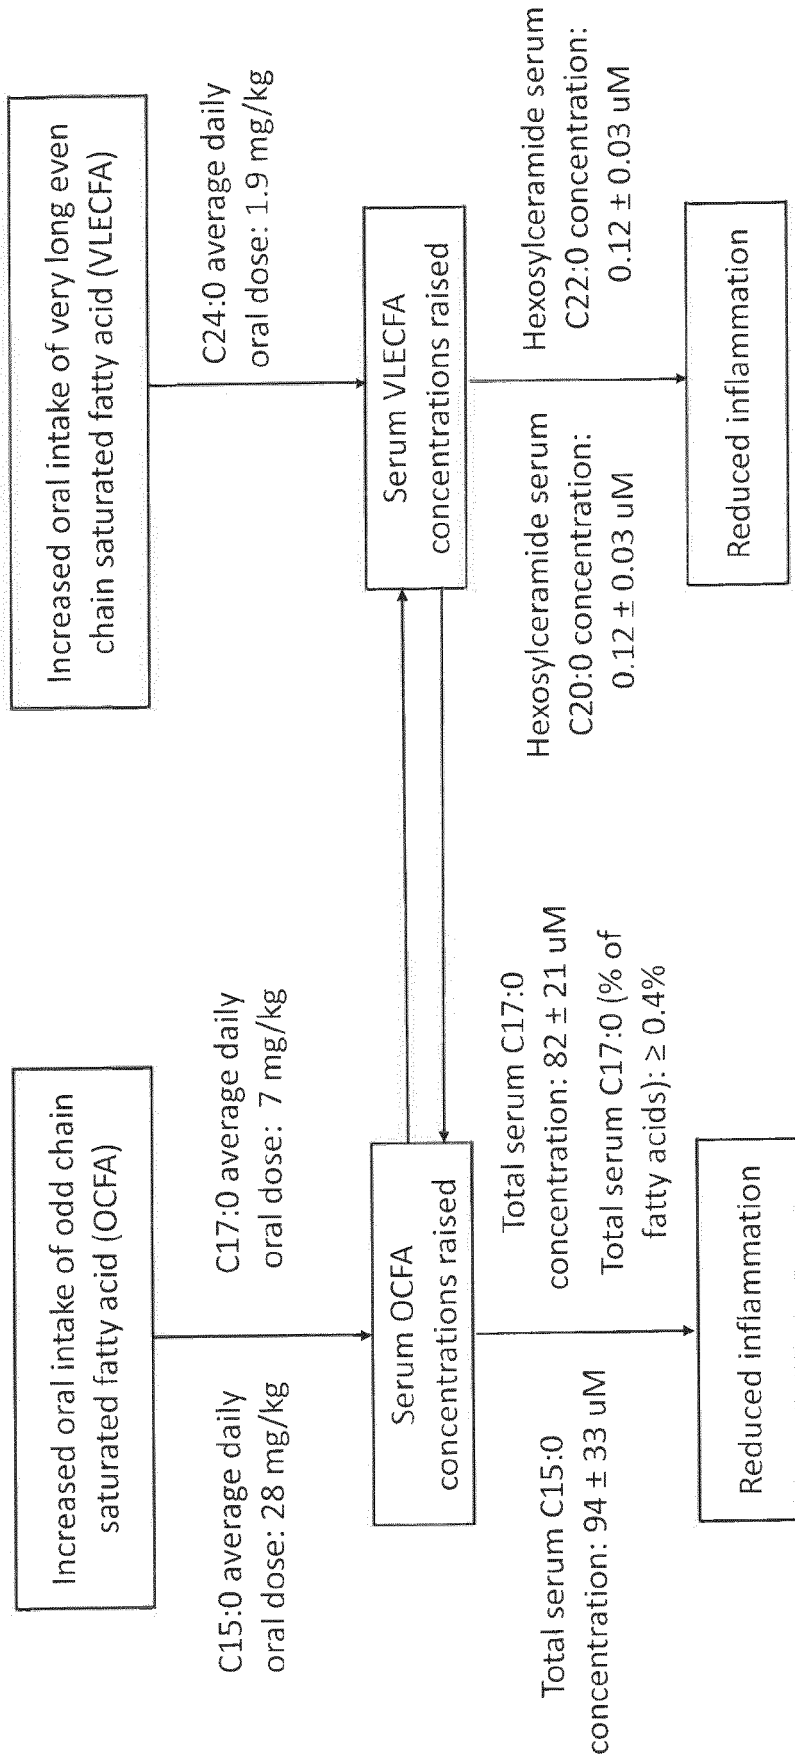 Increased oral intake of odd chain
saturated fatty acid (OCFA)
C15:0 average daily
oral dose: 28 mg/kg
C17:0 average daily
oral dose: 7 mg/kg
Serum OCFA
concentrations raised
Total serum C15:0
concentration: 94 ± 33 uM
Total serum C17:0
concentration: 82 ± 21 uM
Total serum C17:0 (% of
fatty acids): ≥ 0.4%
Reduced inflammation
Increased oral intake of very long even
chain saturated fatty acid (VLECFA)
C24:0 average daily
oral dose: 1.9 mg/kg
Serum VLECFA
concentrations raised
Hexosylceramide serum
C20:0 concentration:
0.12 ± 0.03 uM
Hexosylceramide serum
C22:0 concentration:
0.12 ± 0.03 uM
Reduced inflammation